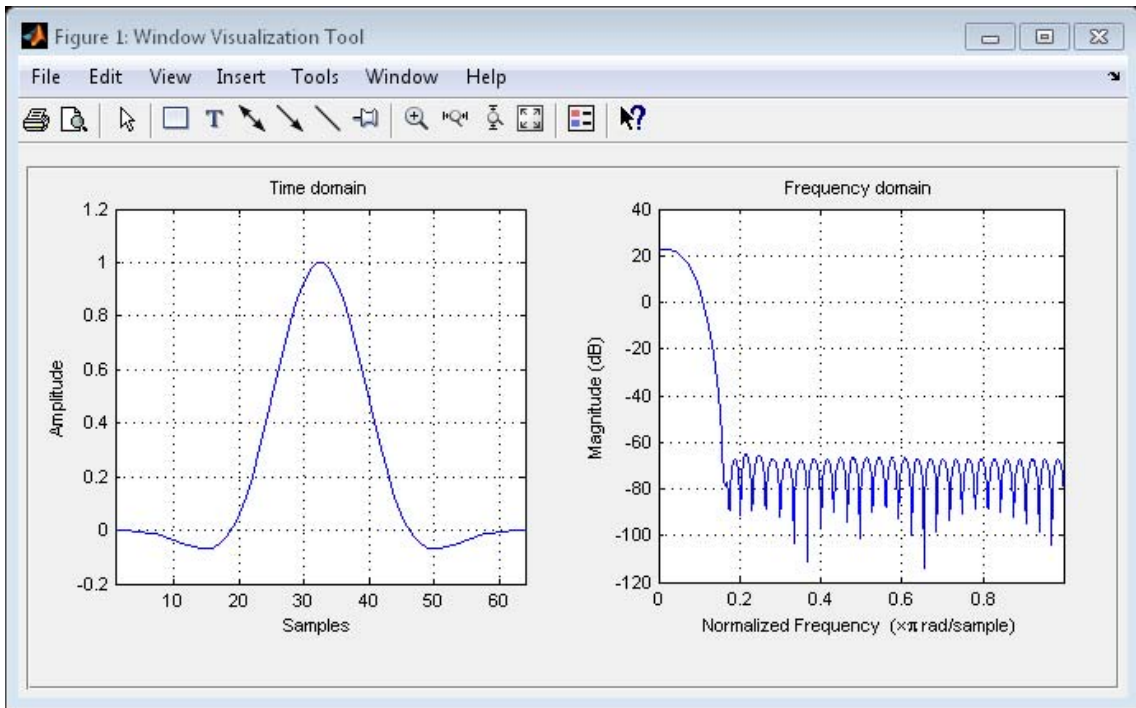 Figure 1: Window Visualization Tool
File Edit View Insert Tools Window Help
T
?
Time domain
1.2
1
0.8
0.6
0.4
0.2
0
-0.2
10 20 30 40 50 60
Samples
Amplitude
Frequency domain
40
20
0
-20
-40
-60
-80
-100
-120
0 0.2 0.4 0.6 0.8
Normalized Frequency (×π rad/sample)
Magnitude (dB)